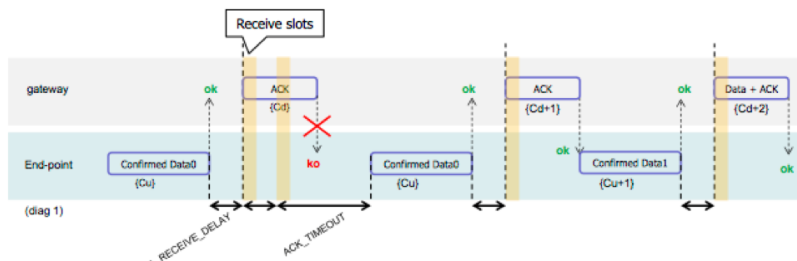 Receive slots
gateway
ok
ACK
{Cd}
ok
ACK
{Cd+1}
ok
Data + ACK
{Cd+2}
End-point
Confirmed Data0
{Cu}
ko
Confirmed Data0
{Cu}
ok
Confirmed Data1
{Cu+1}
ok
(diag 1)
RECEIVE_DELAY
ACK_TIMEOUT